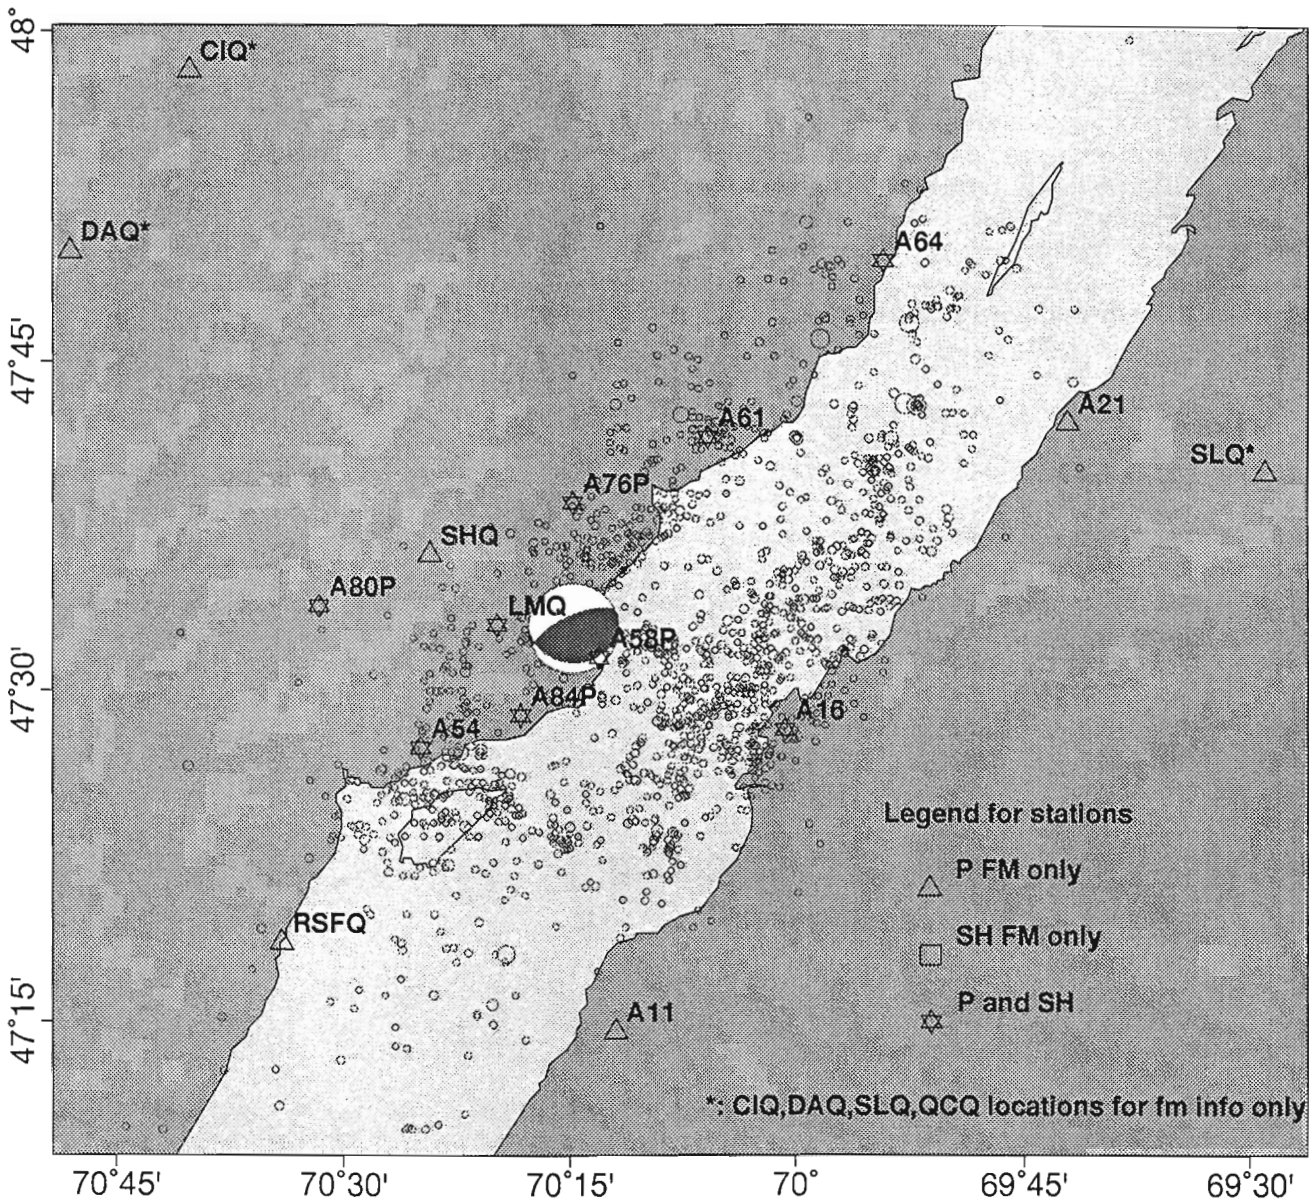 48°
CIQ*
DAQ*
A64
47°45'
A61
A21
SLQ*
A76P
SHQ
A80P
LMQ
A58P
47°30'
A84P
A16
A54
Legend for stations
P FM only
RSFQ
SH FM only
P and SH
47°15'
A11
*: CIQ,DAQ,SLQ,QCQ locations for fm info only
70°45' 70°30' 70°15' 70° 69°45' 69°30'